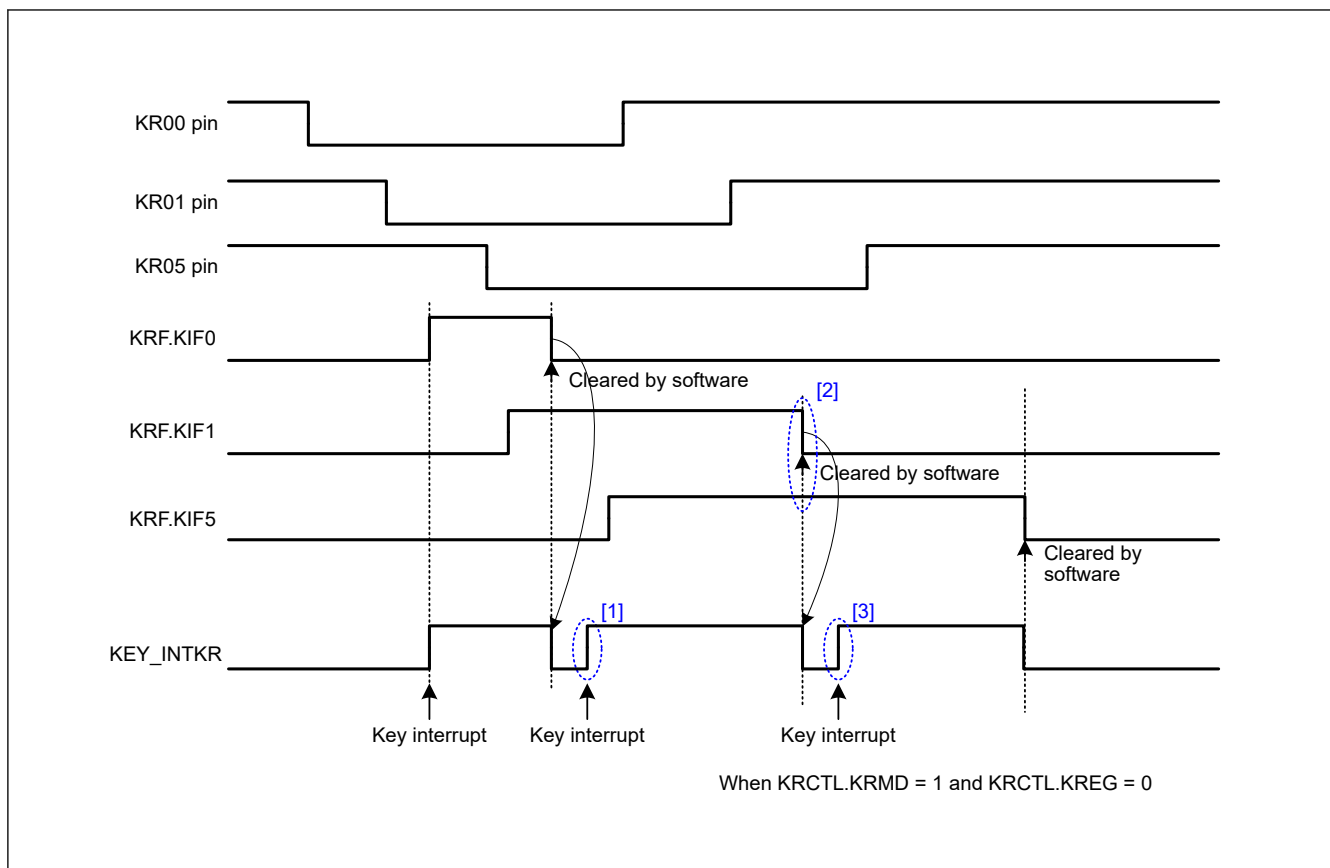 KR00 pin
KR01 pin
KR05 pin
KRF.KIF0
Cleared by software
[2]
KRF.KIF1
Cleared by software
KRF.KIF5
Cleared by
software
[1]
[3]
KEY_INTKR
Key interrupt
Key interrupt
Key interrupt
When KRCTL.KRMD = 1 and KRCTL.KREG = 0